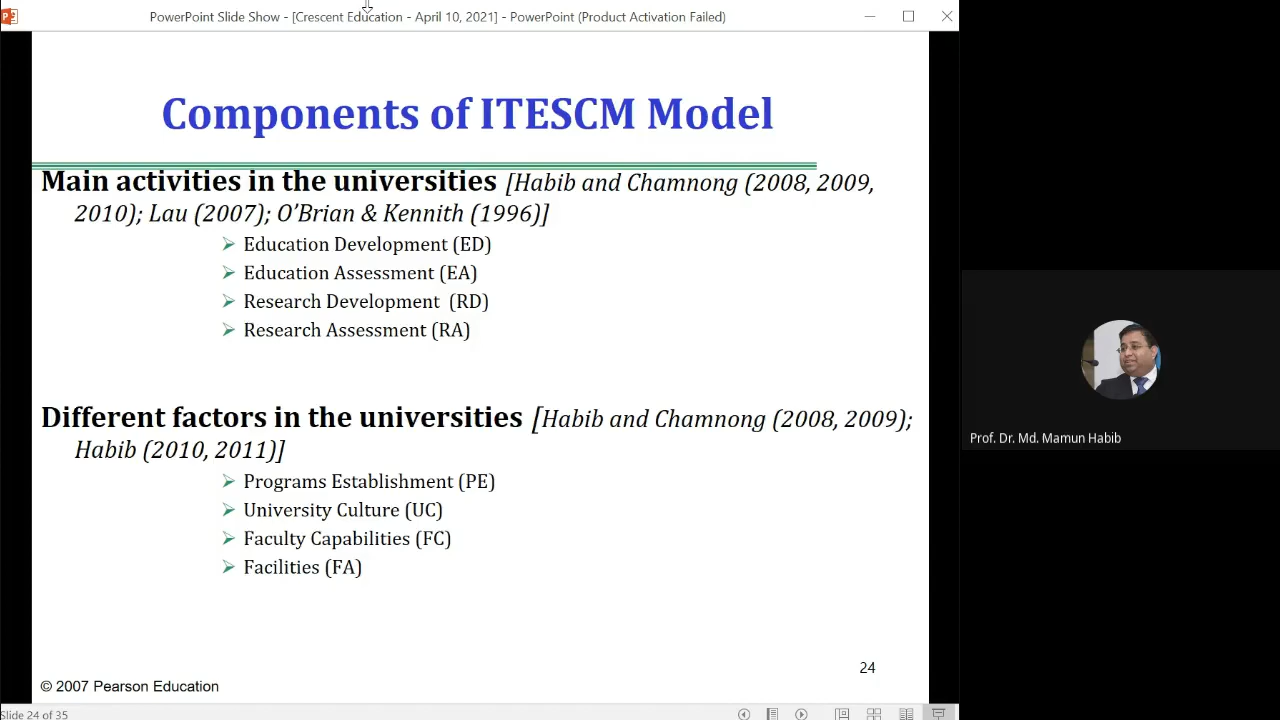 PowerPoint Slide Show - [Crescent Education - April 10, 2021] - PowerPoint (Product Activation Failed)
Components of ITESCM Model
Main activities in the universities [Habib and Chamnong (2008, 2009,
2010); Lau (2007); O'Brian & Kennith (1996)]
Education Development (ED)
Education Assessment (EA)
Research Development (RD)
Research Assessment (RA)
Different factors in the universities [Habib and Chamnong (2008, 2009);
Habib (2010, 2011)]
Programs Establishment (PE)
University Culture (UC)
Faculty Capabilities (FC)
Facilities (FA)
24
© 2007 Pearson Education
Slide 24 of 35
Prof. Dr. Md. Mamun Habib